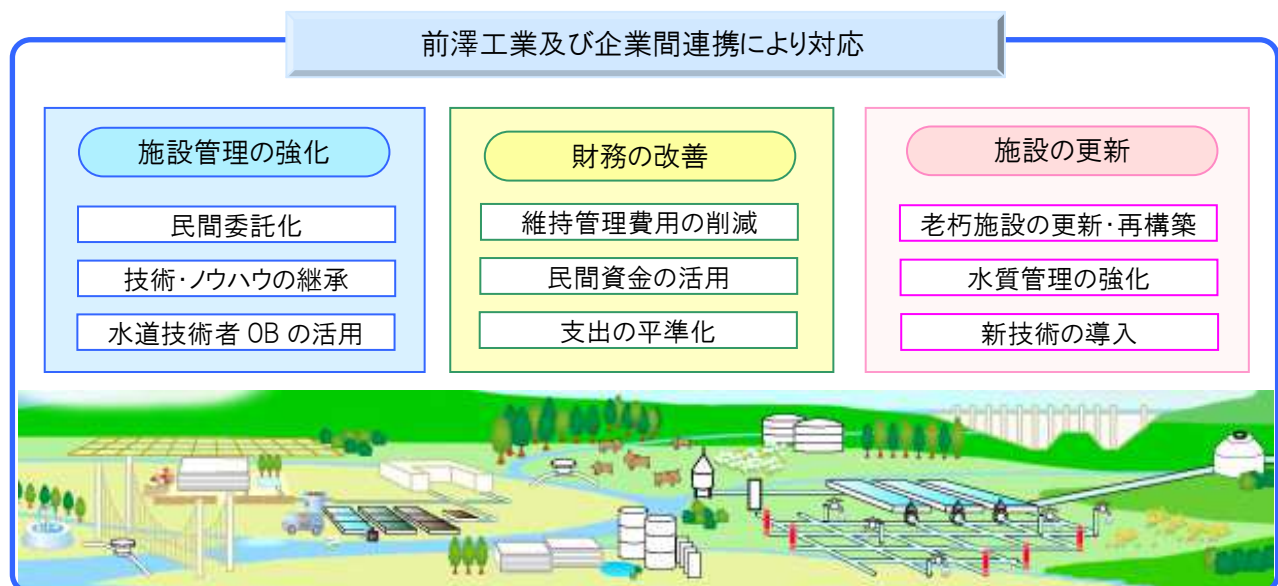 前澤工業及び企業間連携により対応
施設管理の強化
民間委託化
技術・ノウハウの継承
水道技術者 OB の活用
財務の改善
維持管理費用の削減
民間資金の活用
支出の平準化
施設の更新
老朽施設の更新・再構築
水質管理の強化
新技術の導入